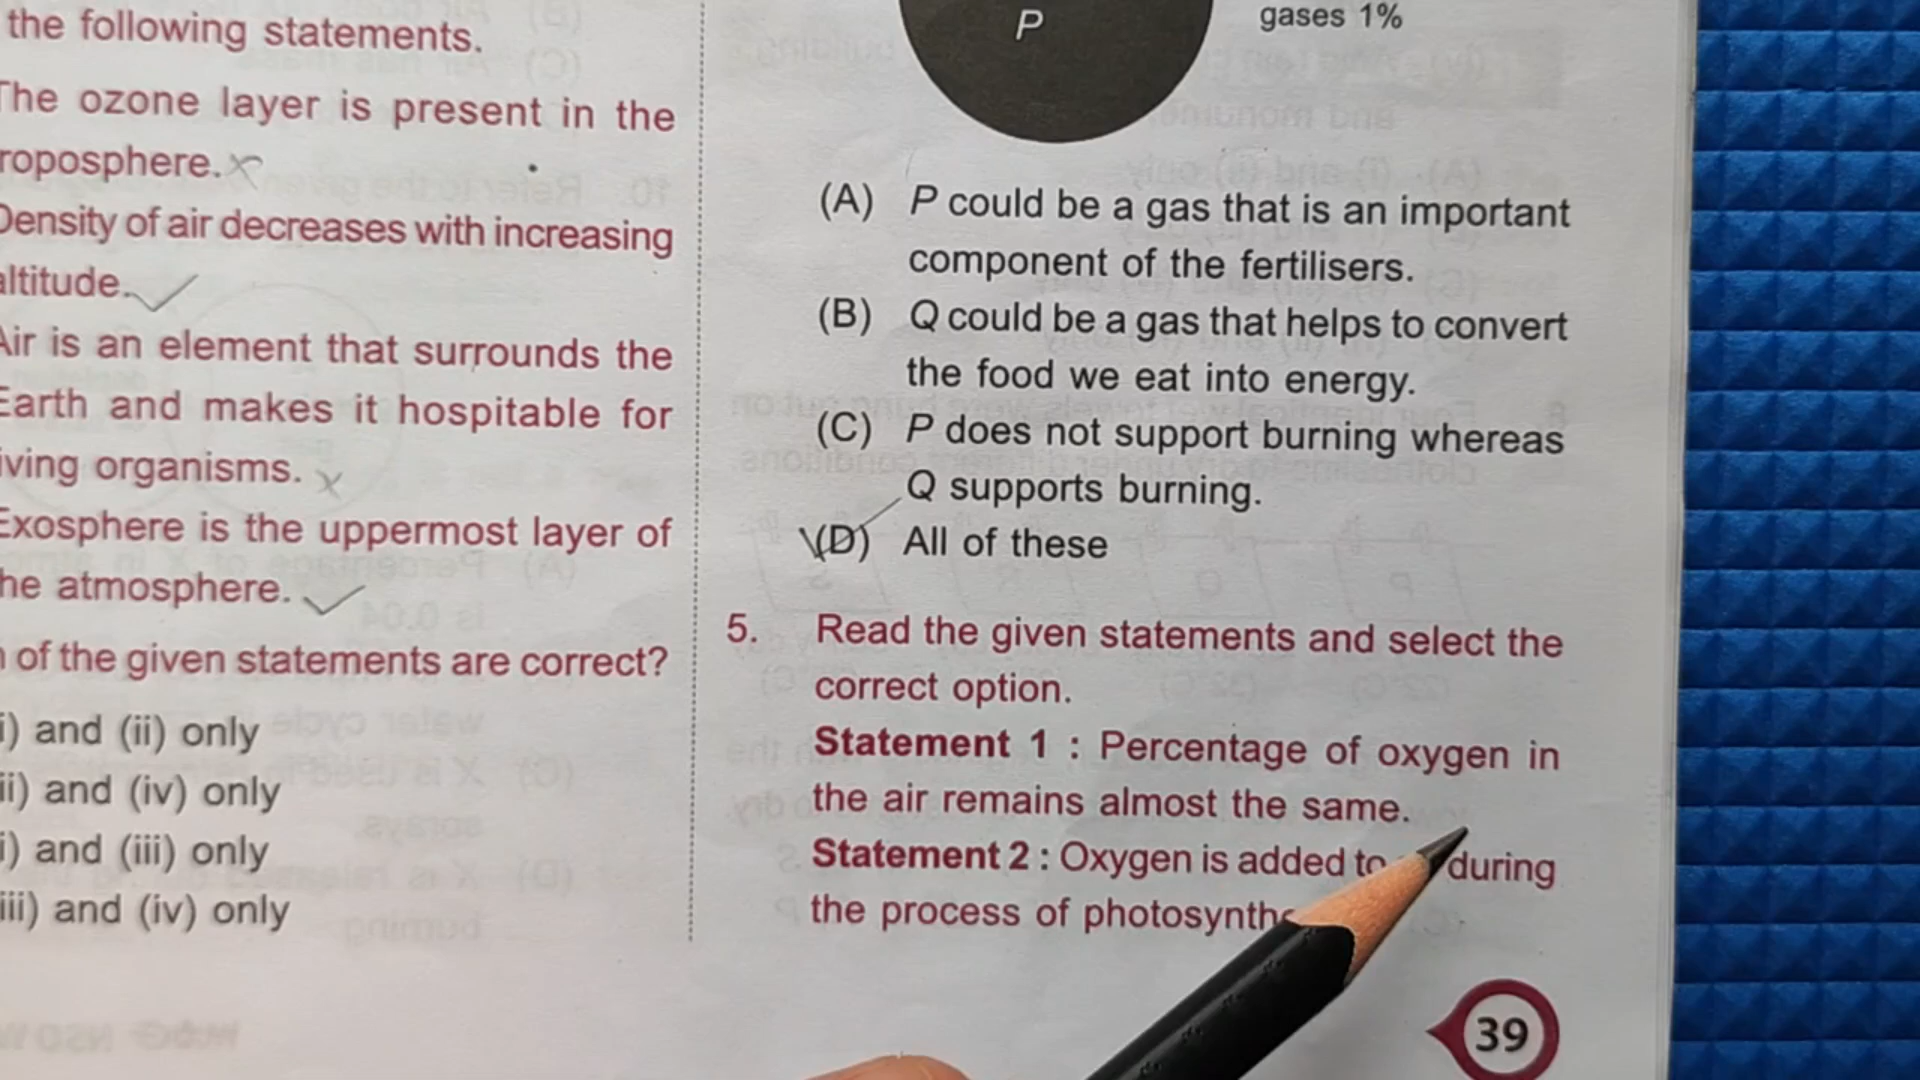 the following statements.
The ozone layer is present in the
roposphere.
Density of air decreases with increasing
altitude.
Air is an element that surrounds the
Earth and makes it hospitable for
iving organisms.
Exosphere is the uppermost layer of
he atmosphere.
of the given statements are correct?
i) and (ii) only
ii) and (iv) only
i) and (iii) only
iii) and (iv) only
P
gases 1%
(A) P could be a gas that is an important
component of the fertilisers.
(B) Q could be a gas that helps to convert
the food we eat into energy.
(C) P does not support burning whereas
Q supports burning.
(D) All of these
5. Read the given statements and select the
correct option.
Statement 1 : Percentage of oxygen in
the air remains almost the same.
Statement 2 : Oxygen is added to during
the process of photosynthe
39